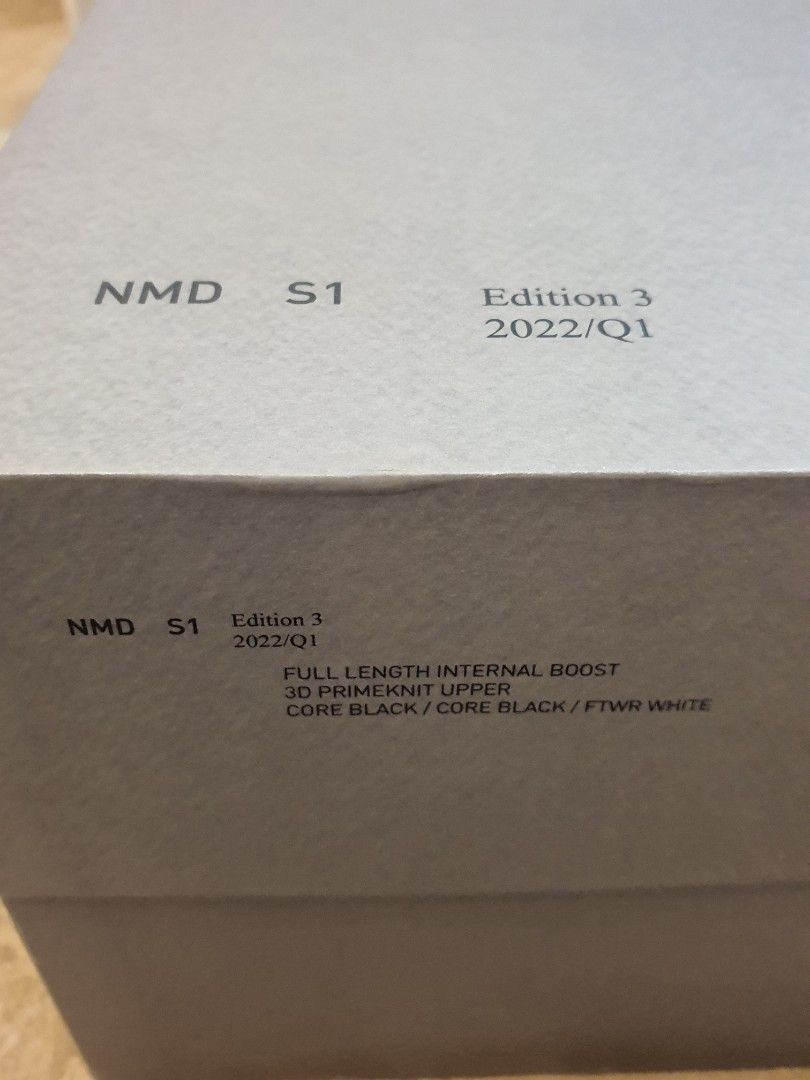 NMD S1 Edition 3
2022/Q1
NMD S1 Edition 3
2022/Q1
FULL LENGTH INTERNAL BOOST
3D PRIMEKNIT UPPER
CORE BLACK / CORE BLACK / FTWR WHITE